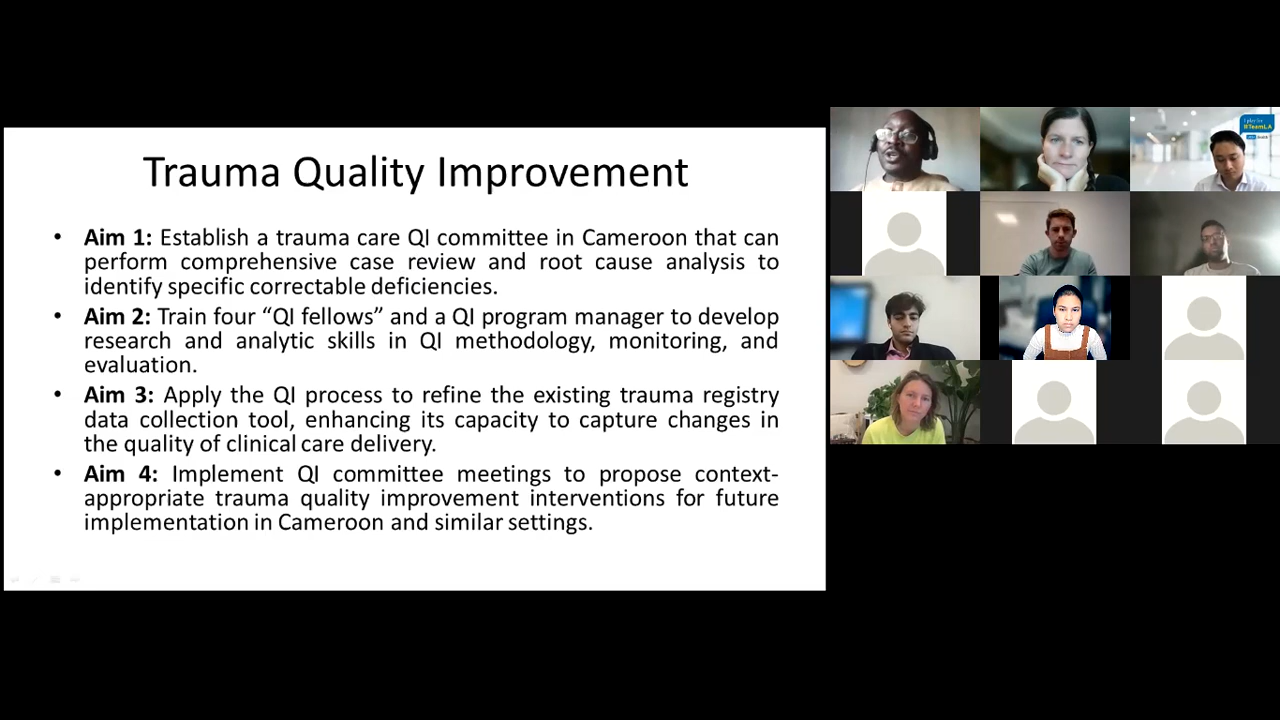 Trauma Quality Improvement
• Aim 1: Establish a trauma care QI committee in Cameroon that can
perform comprehensive case review and root cause analysis to
identify specific correctable deficiencies.
• Aim 2: Train four “QI fellows” and a QI program manager to develop
research and analytic skills in QI methodology, monitoring, and
evaluation.
• Aim 3: Apply the QI process to refine the existing trauma registry
data collection tool, enhancing its capacity to capture changes in
the quality of clinical care delivery.
• Aim 4: Implement QI committee meetings to propose context-
appropriate trauma quality improvement interventions for future
implementation in Cameroon and similar settings.
I play for
#TeamLA